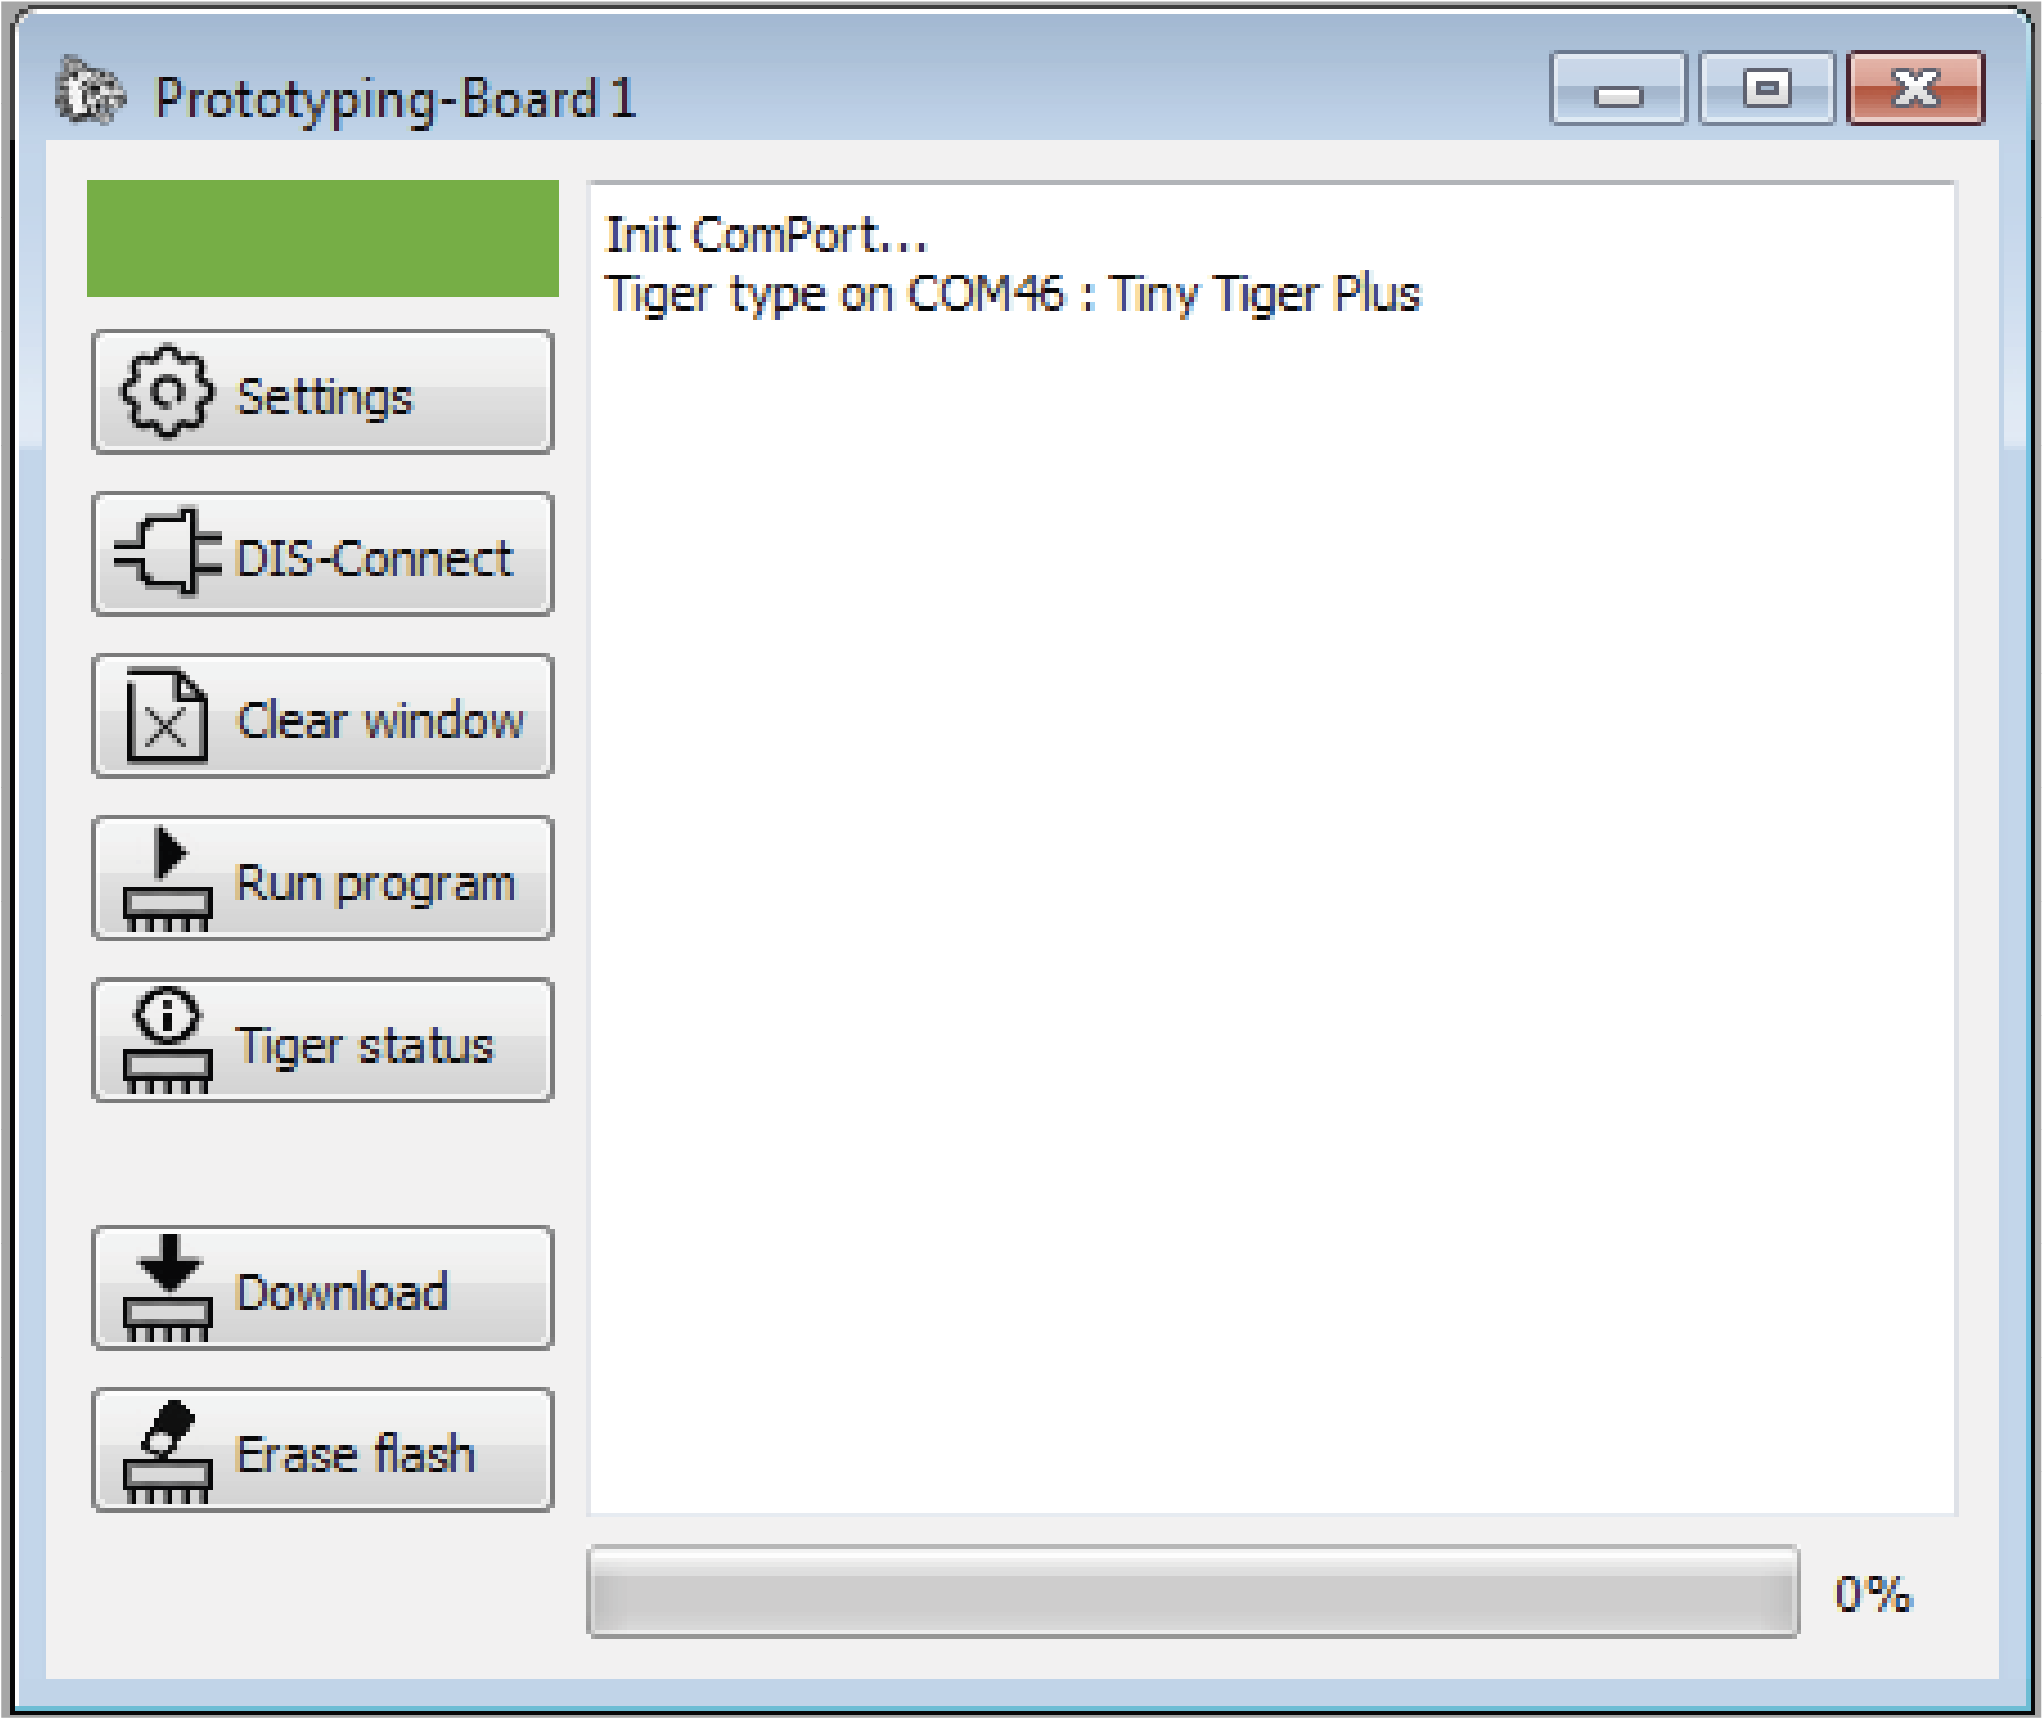 Prototyping-Board 1
Init ComPort...
Tiger type on COM46 : Tiny Tiger Plus
Settings
DIS-Connect
Clear window
Run program
Tiger status
Download
Erase flash
0%